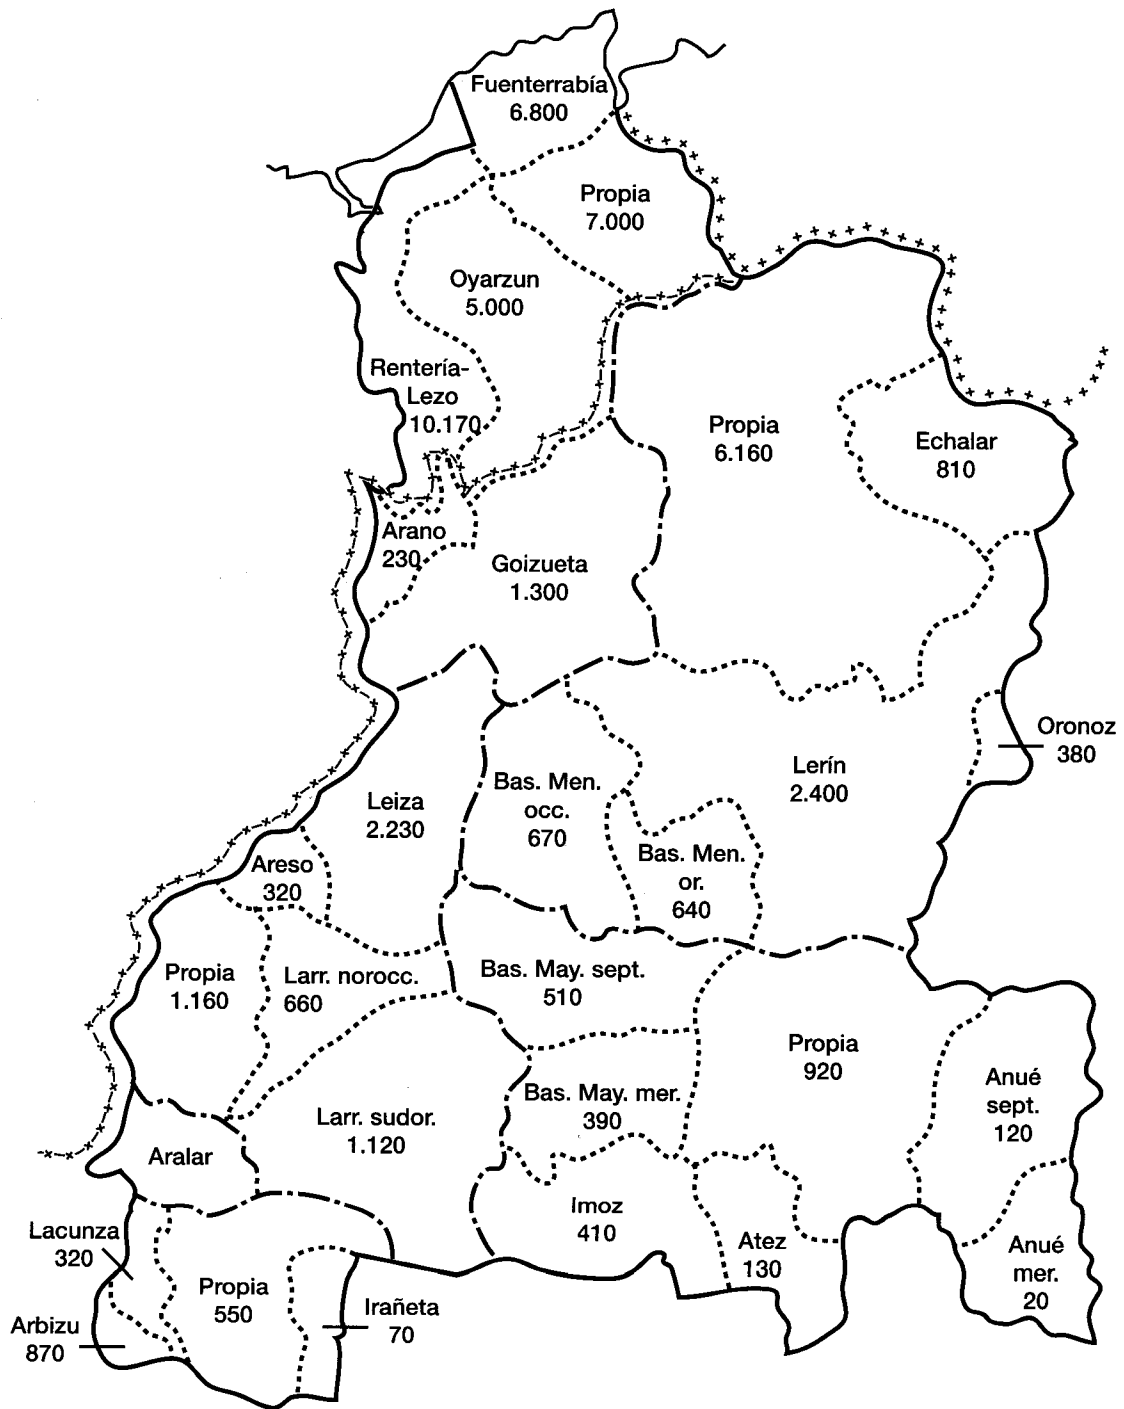 Fuenterrabía
6.800
Propia
7.000
Oyarzun
5.000
Rentería-
Lezo
10.170
Propia
6.160
Echalar
810
Arano
230
Goizueta
1.300
Oronoz
380
Leiza
2.230
Bas. Men.
occ.
670
Lerín
2.400
Bas. Men.
or.
640
Areso
320
Propia
1.160
Larr. norocc.
660
Bas. May. sept.
510
Propia
920
Anué
sept.
120
Bas. May. mer.
390
Larr. sudor.
1.120
Aralar
Imoz
410
Atez
130
Anué
mer.
20
Lacunza
320
Propia
550
Irañeta
70
Arbizu
870